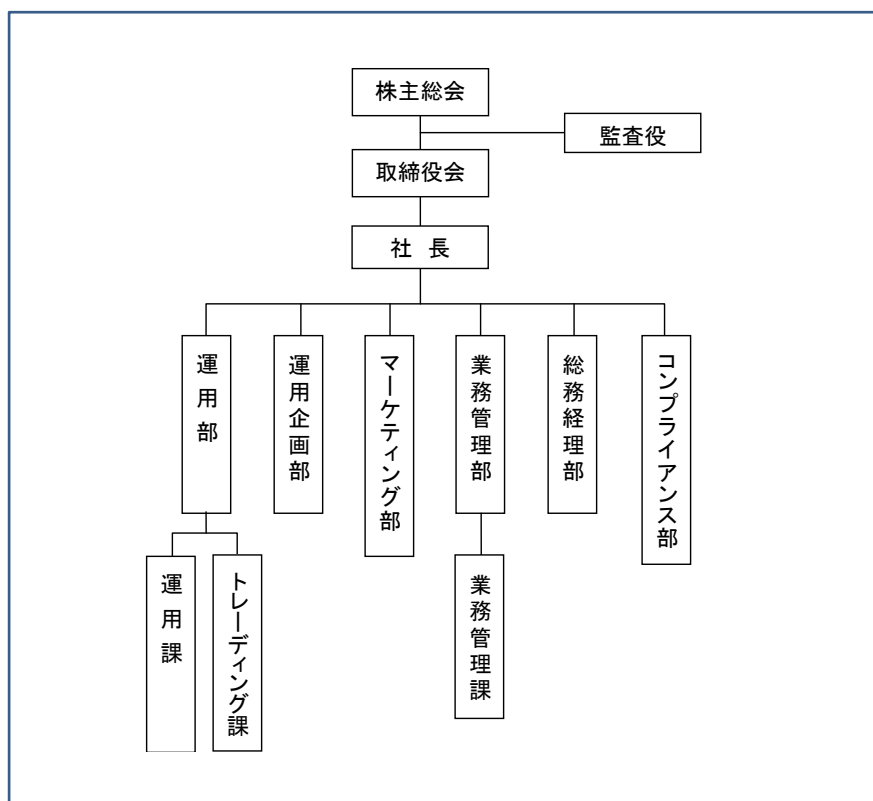 株主総会
監査役
取締役会
社 長
運用部
運用企画部
マーケティング部
業務管理部
総務経理部
コンプライアンス部
運用課
トレーディング課
業務管理課